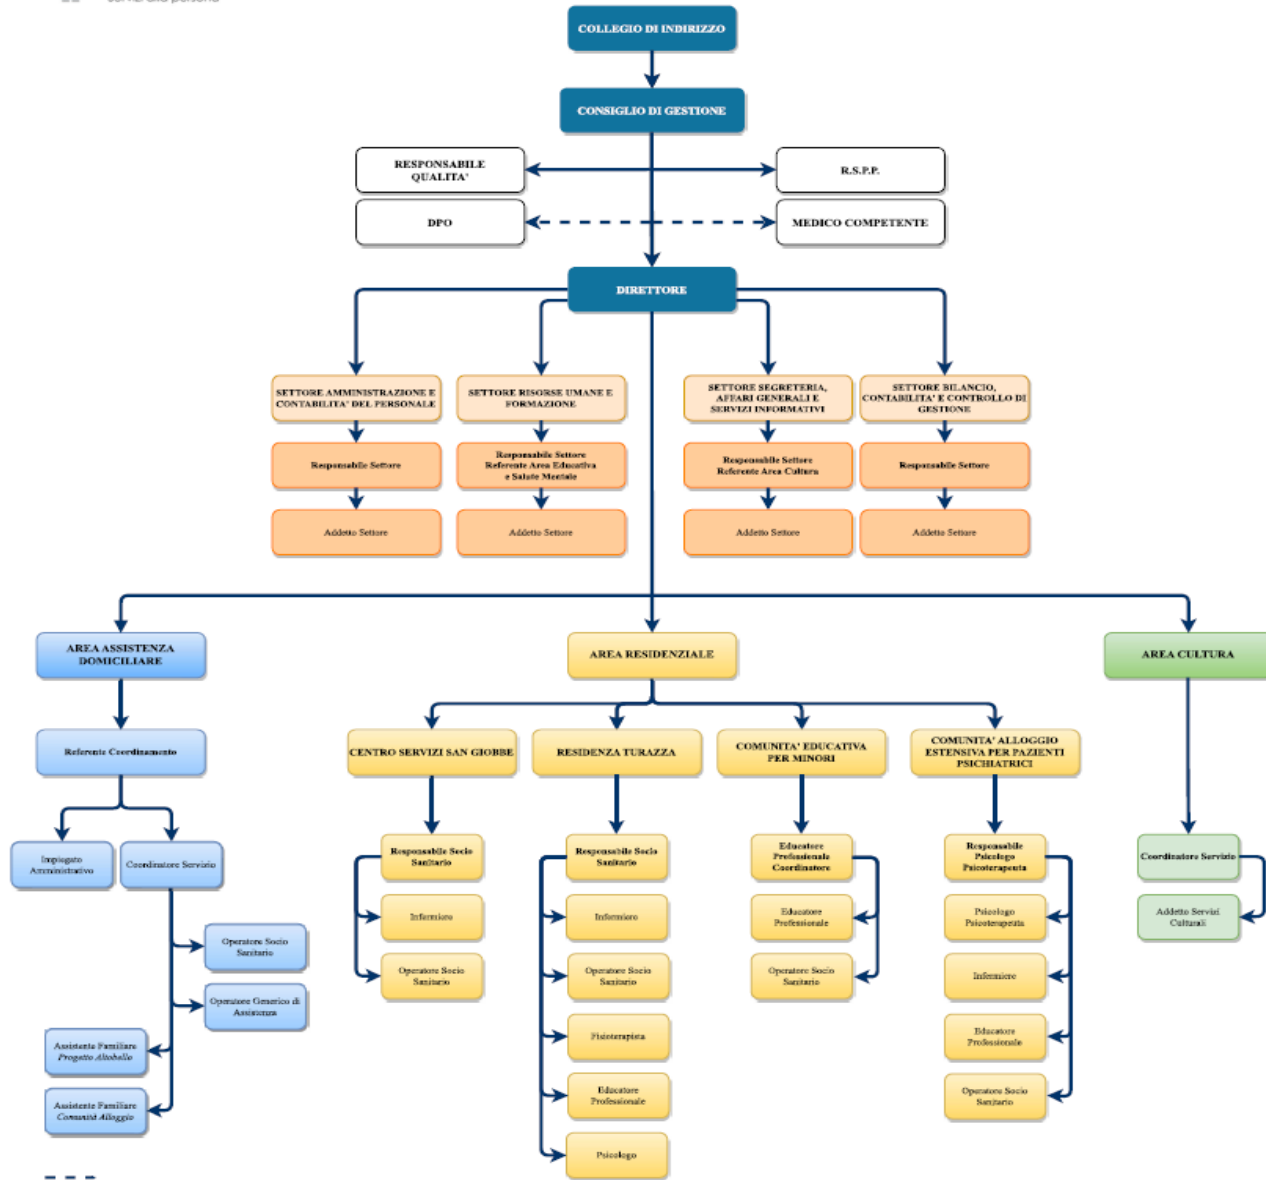 servizi alla persona
COLLEGIO DI INDIRIZZO
CONSIGLIO DI GESTIONE
RESPONSABILE
QUALITA'
R.S.P.P.
DPO
MEDICO COMPETENTE
DIRETTORE
SETTORE AMMINISTRAZIONE E
CONTABILITA' DEL PERSONALE
SETTORE RISORSE UMANE E
FORMAZIONE
SETTORE SEGRETERIA,
AFFARI GENERALI E
SERVIZI INFORMATIVI
SETTORE BILANCIO,
CONTABILITA' E CONTROLLO DI
GESTIONE
Responsabile Settore
Responsabile Settore
Referente Area Educativa
e Salute Mentale
Responsabile Settore
Referente Area Cultura
Responsabile Settore
Addetto Settore
Addetto Settore
Addetto Settore
Addetto Settore
AREA ASSISTENZA
DOMICILIARE
AREA RESIDENZIALE
AREA CULTURA
Referente Coordinamento
CENTRO SERVIZI SAN GIOBBE
RESIDENZA TURAZZA
COMUNITA' EDUCATIVA
PER MINORI
COMUNITA' ALLOGGIO
ESTENSIVA PER PAZIENTI
PSICHIATRICI
Impiegato
Amministrativo
Coordinatore Servizio
Responsabile Socio
Sanitario
Responsabile Socio
Sanitario
Educatore
Professionale
Coordinatore
Responsabile
Psicologo
Psicoterapeuta
Coordinatore Servizio
Infermiere
Infermiere
Educatore
Professionale
Psicologo
Psicoterapeuta
Addetto Servizi
Culturali
Operatore Socio
Sanitario
Operatore Socio
Sanitario
Operatore Socio
Sanitario
Operatore Socio
Sanitario
Infermiere
Operatore Generico di
Assistenza
Assistente Familiare
Progetto Altobello
Fisioterapista
Educatore
Professionale
Assistente Familiare
Comunità Alloggio
Educatore
Professionale
Operatore Socio
Sanitario
Psicologo